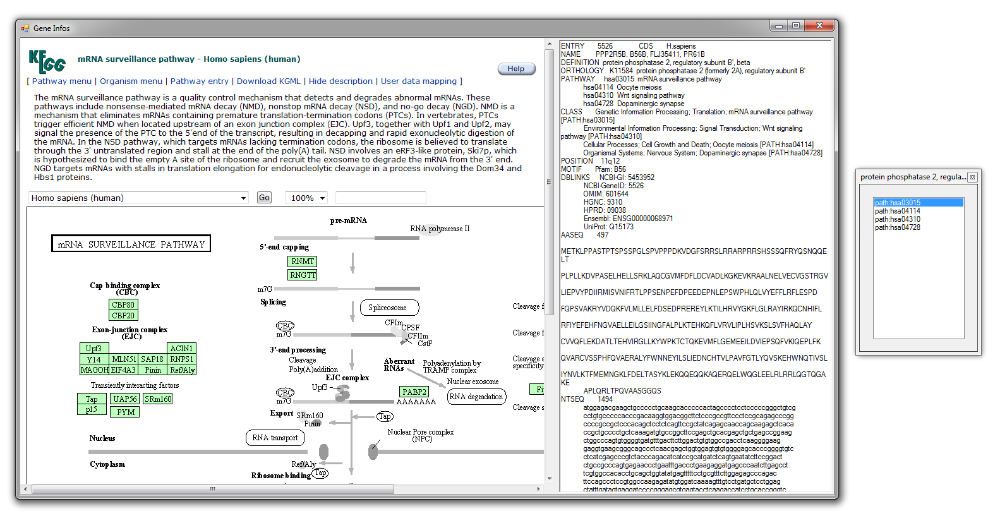 Gene Infos
KEGG
mRNA surveillance pathway - Homo sapiens (human)
Help
[ Pathway menu | Organism menu | Pathway entry | Download KGML | Hide description | User data mapping ]
The mRNA surveillance pathway is a quality control mechanism that detects and degrades abnormal mRNAs. These
pathways include nonsense-mediated mRNA decay (NMD), nonstop mRNA decay (NSD), and no-go decay (NGD). NMD is a
mechanism that eliminates mRNAs containing premature translation-termination codons (PTCs). In vertebrates, PTCs
trigger efficient NMD when located upstream of an exon junction complex (EJC). Upf3, together with Upf1 and Upf2, may
signal the presence of the PTC to the 5'end of the transcript, resulting in decapping and rapid exonucleolytic digestion of
the mRNA. In the NSD pathway, which targets mRNAs lacking termination codons, the ribosome is believed to translate
through the 3' untranslated region and stall at the end of the poly(A) tail. NSD involves an eRF3-like protein, Ski7p, which
is hypothesized to bind the empty A site of the ribosome and recruit the exosome to degrade the mRNA from the 3' end.
NGD targets mRNAs with stalls in translation elongation for endonucleolytic cleavage in a process involving the Dom34 and
Hbs1 proteins.
Homo sapiens (human)
Go
100%
mRNA SURVEILLANCE PATHWAY
pre-mRNA
RNA polymerase II
5'-end capping
RNMT
RNGTT
m7G
Cap binding complex
(CBC)
CBP80
CBP20
Splicing
Spliceosome
Cleavage f
Exon-junction complex
(EJC)
CBC
m7G
CFIm
CPSF
CFIIm
CstF
Cleavage f
Upf3
ACIN1
Y14
MLN51
SAP18
RNPS1
MAGOH
EIF4A3
Pinin
Ref/Aly
3'-end processing
Cleavage
Poly(A)addition
Aberrant
RNAs
Polyadenylation by
TRAMP complex
Cleavage a
specificity
Transiently interacting factors
EJC complex
Upf3
Nuclear exosome
RNA degradation
Tap
p15
UAP56
SRm160
PYM
CBC
m7G
PABP2
AAAAAAA
Fi
Cleavage s
Export
SRm160
Pinin
Tap
Nucleus
RNA transport
Nuclear Pore complex
(NPC)
Cytoplasm
Ref/Aly
Ribosome binding
Tap
ENTRY 5526 CDS H.sapiens
NAME PPP2R5B, B56B, FLJ35411, PR61B
DEFINITION protein phosphatase 2, regulatory subunit B', beta
ORTHOLOGY K11584 protein phosphatase 2 (formerly 2A), regulatory subunit B'
PATHWAY hsa03015 mRNA surveillance pathway
hsa04114 Oocyte meiosis
hsa04310 Wnt signaling pathway
hsa04728 Dopaminergic synapse
CLASS Genetic Information Processing; Translation; mRNA surveillance pathway
[PATH:hsa03015]
Environmental Information Processing; Signal Transduction; Wnt signaling
pathway [PATH:hsa04310]
Cellular Processes; Cell Growth and Death; Oocyte meiosis [PATH:hsa04114]
Organismal Systems; Nervous System; Dopaminergic synapse [PATH:hsa04728]
POSITION 11q12
MOTIF Pfam: B56
DBLINKS NCBI-GI: 5453952
NCBI-GeneID: 5526
OMIM: 601644
HGNC: 9310
HPRD: 09038
Ensembl: ENSG00000068971
UniProt: Q15173
AASEQ 497
METKLPPASTPTSPSSPGLSPVPPPDKVDGFSRRSLRRARPRRSHSSSQFRYQSNQQE
LT
PLPLLKDVPASELHELLSRKLAQCGVMFDFLDCVADLKGKEVKRAALNELVECVGSTRGV
LIEPVYPDIIRMISVNIFRTLPPSENPEFDPEEDEPNLEPSWPHLQLVYEFFLRFLESPD
FQPSVAKRYVDQKFVLMLLELFDSEDPREREYLKTILHRVYGKFLGLRAYIRKQCNHIFL
RFIYEFEHFNGVAELLEILGSIINGFALPLKTEHKQFLVRVLIPLHSVKSLSVFHAQLAY
CVVQFLEKDATLTEHVIRGLLKYWPKTCTQKEVMFLGEMEEILDVIEPSQFVKIQEPLFK
QVARCVSSPHFQVAERALYFWNNEYILSLIEDNCHTVLPAVFGTLYQVSKEHWNQTIVSL
IYNVLKTFMEMNGKLFDELTASYKLEKQQEQQKAQERQELWQGLEELRLRRLQGTQGA
KE
APLQRLTPQVAASGGQS
NTSEQ 1494
atggagacgaagctgccccctgcaagcacccccactagcccctcctcccccgggctgtcg
cctgtgcccccacccgacaaggtggacggcttctcccgccgttccctccgcagagcccgg
ccccgccgctcccacagctcctctcagttccgctatcagagcaaccagcaagagctcaca
ccgctgcccctgctcaaagatgtgccggcttccgagctgcacgagctgctgagccggaag
ctggcccagtgtggggtgatgtttgacttcttggactgtgtggccgacctcaaggggaag
gaggtgaagcgggcagccctcaacgagctggtggagtgtgtggggagcacccggggtgtc
ctcatcgagcccgtctacccagacatcatccgcatgatctcagtgaatatcttccggact
ctgccgcccagtgagaaccctgaatttgaccctgaagaggatgagcccaatcttgagcct
tcgtggccacacctgcagctggtatatgagtttttcctgcgtttcttggagagcccagac
ttccagccctccgtggccaagagatatgtggatcaaaagtttgtcctgatgctcctggag
ctatttgatagtgaggatccccgggagcgtgagtacctcaagaccatcctgcaccgggtc
protein phosphatase 2, regula...
path:hsa03015
path:hsa04114
path:hsa04310
path:hsa04728